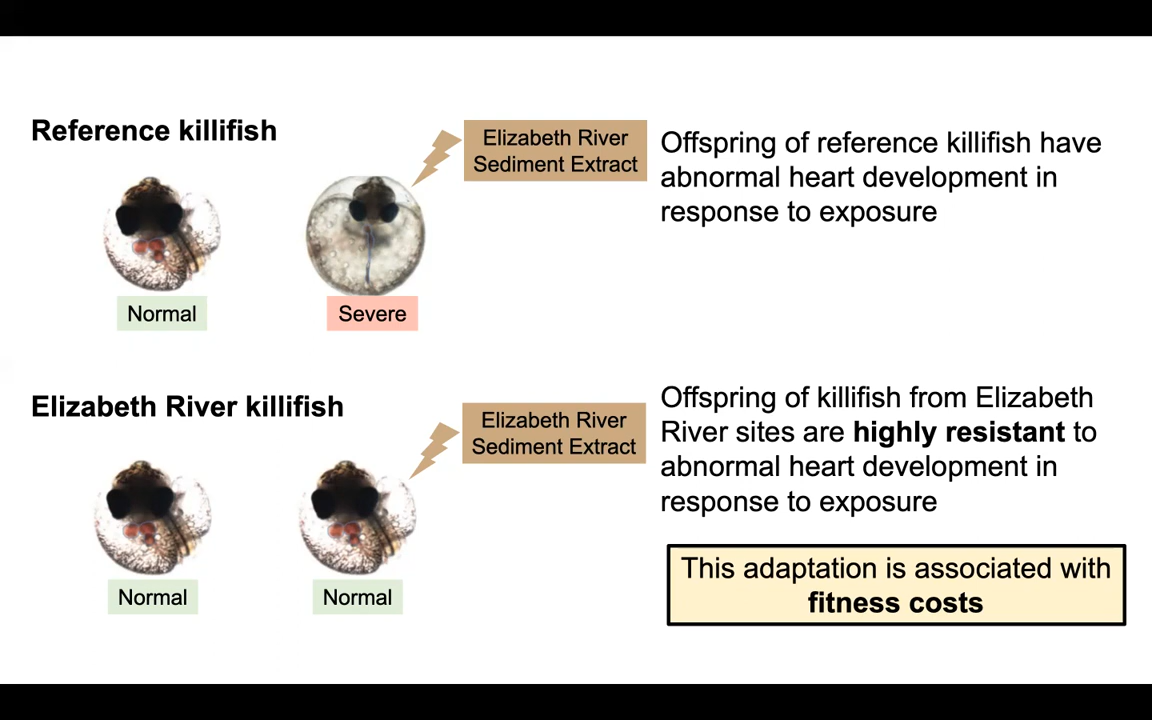 Reference killifish
Elizabeth River
Sediment Extract
Offspring of reference killifish have
abnormal heart development in
response to exposure
Normal
Severe
Elizabeth River killifish
Elizabeth River
Sediment Extract
Offspring of killifish from Elizabeth
River sites are highly resistant to
abnormal heart development in
response to exposure
Normal
Normal
This adaptation is associated with
fitness costs